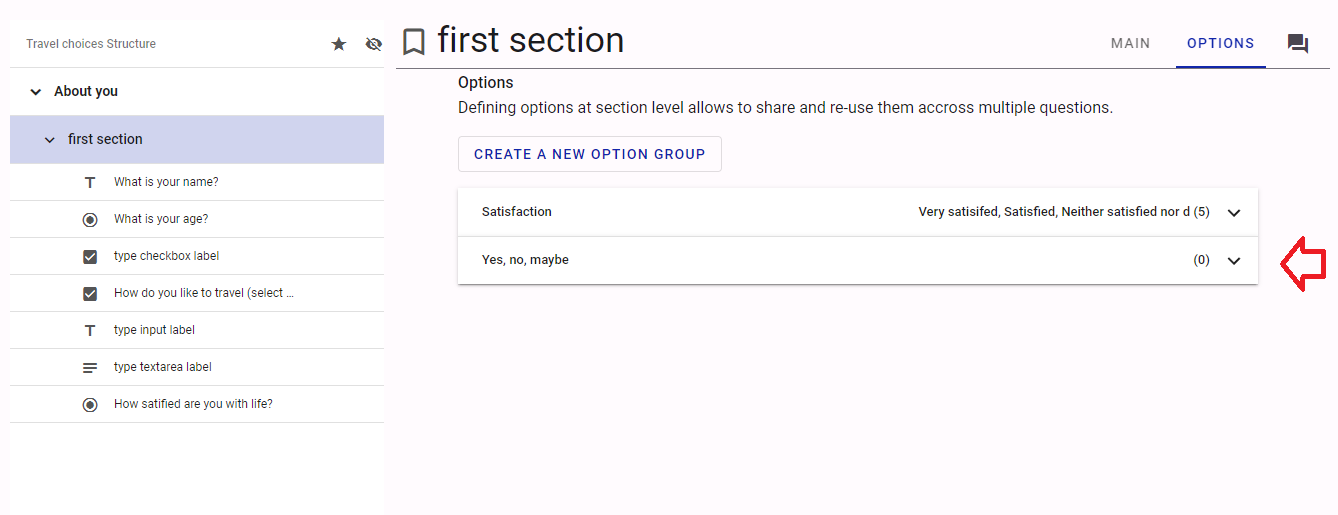 Travel choices Structure
About you
first section
What is your name?
What is your age?
type checkbox label
How do you like to travel (select ...
type input label
type textarea label
How satified are you with life?
first section
MAIN
OPTIONS
Options
Defining options at section level allows to share and re-use them accross multiple questions.
CREATE A NEW OPTION GROUP
Satisfaction
Very satisifed, Satisfied, Neither satisfied nor d (5)
Yes, no, maybe
(0)